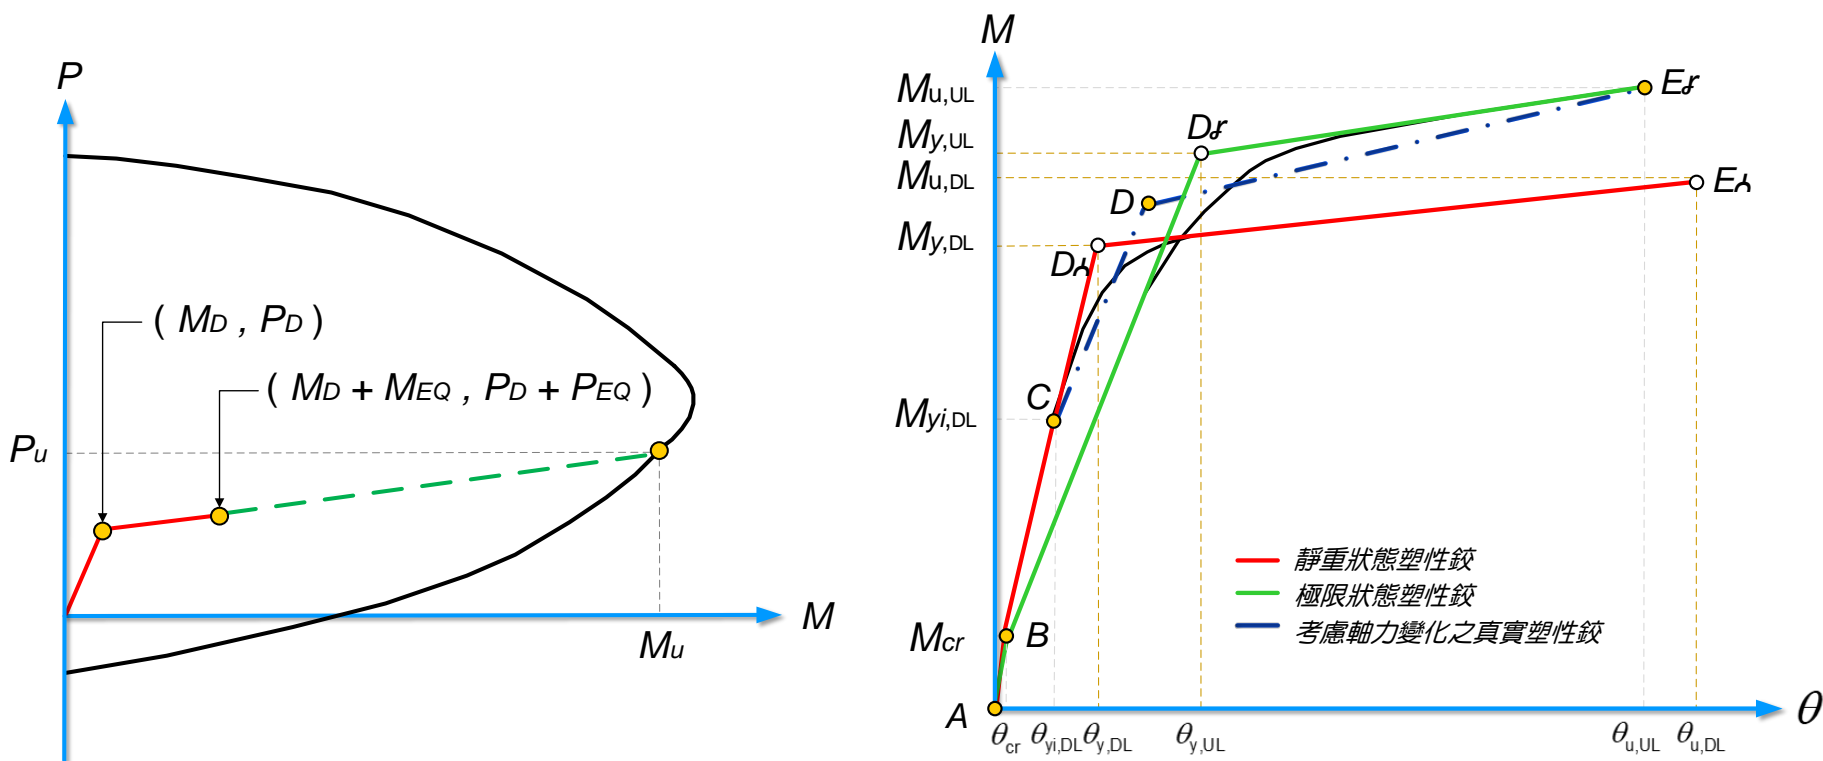 P
( MD , PD )
( MD + MEQ , PD + PEQ )
Pu
M
Mu
M
Mu,UL
My,UL
Mu,DL
My,DL
Myi,DL
Mcr
A
B
C
D
θ
θcr
θyi,DL
θy,DL
θy,UL
θu,UL
θu,DL
靜重狀態塑性鉸
極限狀態塑性鉸
考慮軸力變化之真實塑性鉸